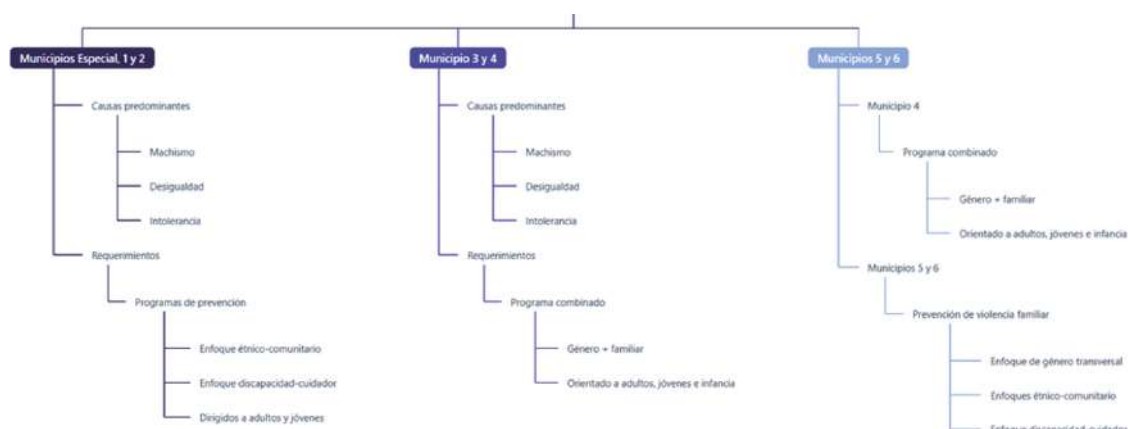 Municipios Especial, 1 y 2
Causas predominantes
Machismo
Desigualdad
Intolerancia
Requerimientos
Programas de prevención
Enfoque étnico-comunitario
Enfoque discapacidad-cuidador
Dirigidos a adultos y jóvenes
Municipio 3 y 4
Causas predominantes
Machismo
Desigualdad
Intolerancia
Requerimientos
Programa combinado
Género + familiar
Orientado a adultos, jóvenes e infancia
Municipios 5 y 6
Municipio 4
Programa combinado
Género + familiar
Orientado a adultos, jóvenes e infancia
Municipios 5 y 6
Prevención de violencia familiar
Enfoque de género transversal
Enfoques étnico-comunitario
Enfoque discapacidad-cuidador